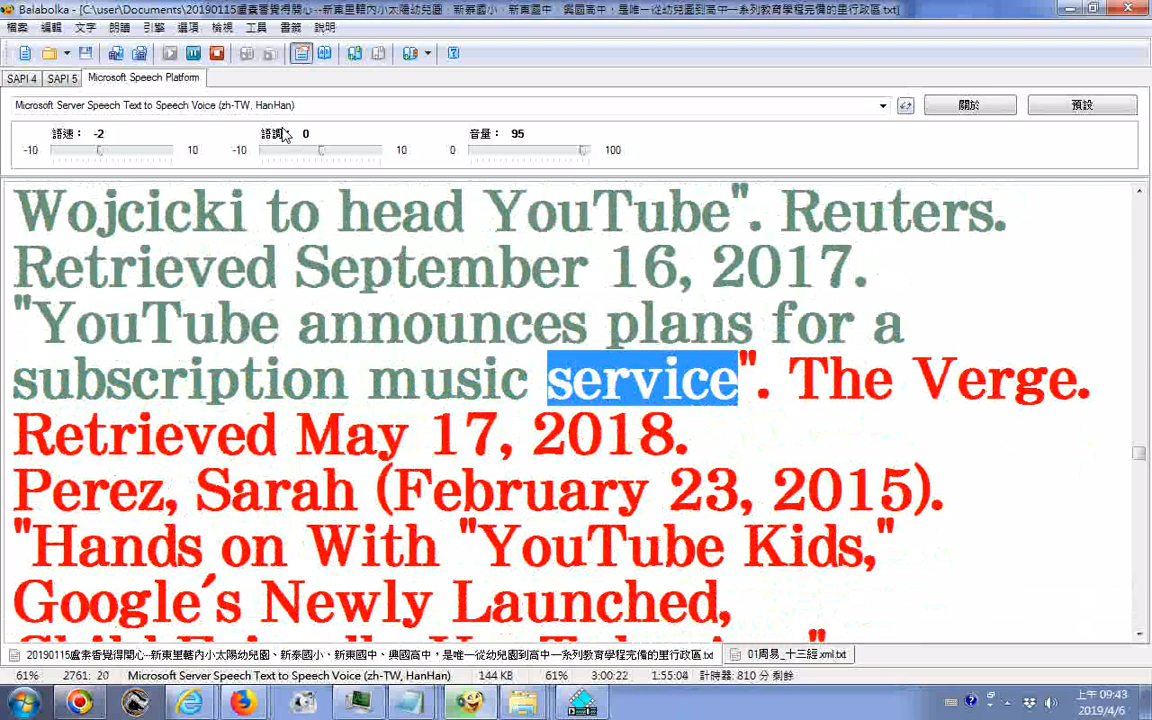 Balabolka - [C:\user\Documents\20190115盧素香覺得開心--新東里轄內小太陽幼兒園、新泰國小、新東國中、興國高中，是唯一從幼兒園到高中一系列教育學程完備的里行政區.txt]
檔案 編輯 文字 朗讀 引擎 選項 檢視 工具 書籤 說明
SAPI 4 SAPI 5 Microsoft Speech Platform
Microsoft Server Speech Text to Speech Voice (zh-TW, HanHan) 關於 預設
語速： -2 語調： 0 音量： 95
-10 10 -10 10 0 100
Wojcicki to head YouTube". Reuters.
Retrieved September 16, 2017.
"YouTube announces plans for a
subscription music service". The Verge.
Retrieved May 17, 2018.
Perez, Sarah (February 23, 2015).
"Hands on With "YouTube Kids,"
Google´s Newly Launched,
20190115盧素香覺得開心--新東里轄內小太陽幼兒園、新泰國小、新東國中、興國高中，是唯一從幼兒園到高中一系列教育學程完備的里行政區.txt 01周易_十三經.xml.txt
61% 2761: 20 Microsoft Server Speech Text to Speech Voice (zh-TW, HanHan) 144 KB 61% 3:00:22 1:55:04 計時器: 810 分 剩餘
上午 09:43
2019/4/6